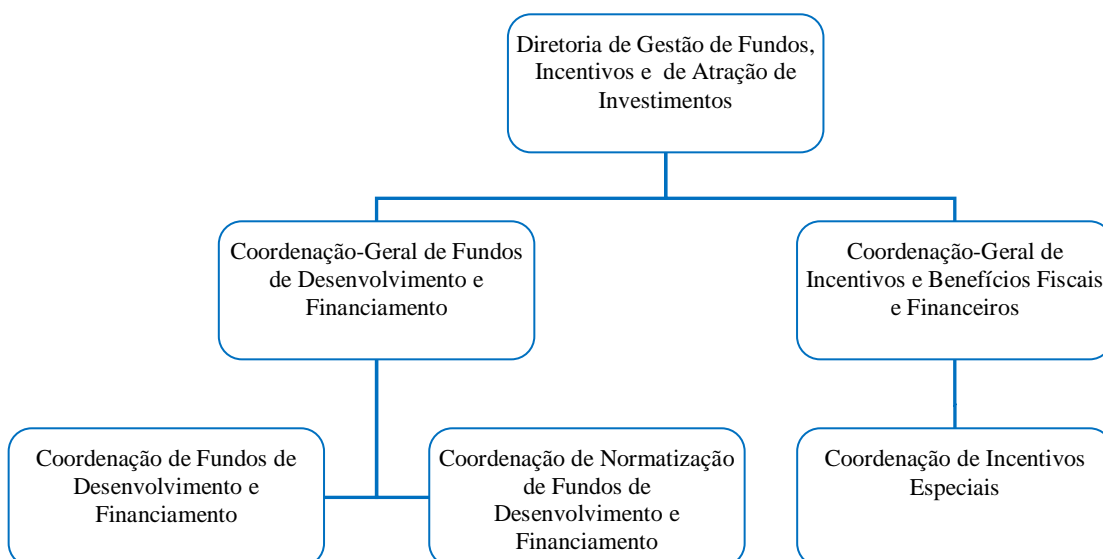 Diretoria de Gestão de Fundos,
Incentivos e de Atração de
Investimentos
Coordenação-Geral de Fundos
de Desenvolvimento e
Financiamento
Coordenação-Geral de
Incentivos e Benefícios Fiscais
e Financeiros
Coordenação de Fundos de
Desenvolvimento e
Financiamento
Coordenação de Normatização
de Fundos de
Desenvolvimento e
Financiamento
Coordenação de Incentivos
Especiais